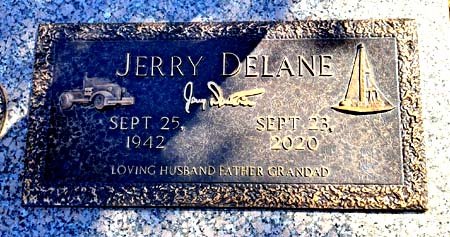 JERRY DELANE
SEPT 25, 1942
SEPT 23, 2020
LOVING HUSBAND FATHER GRANDAD